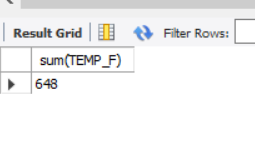 Result Grid Filter Rows:
sum(TEMP_F)
648